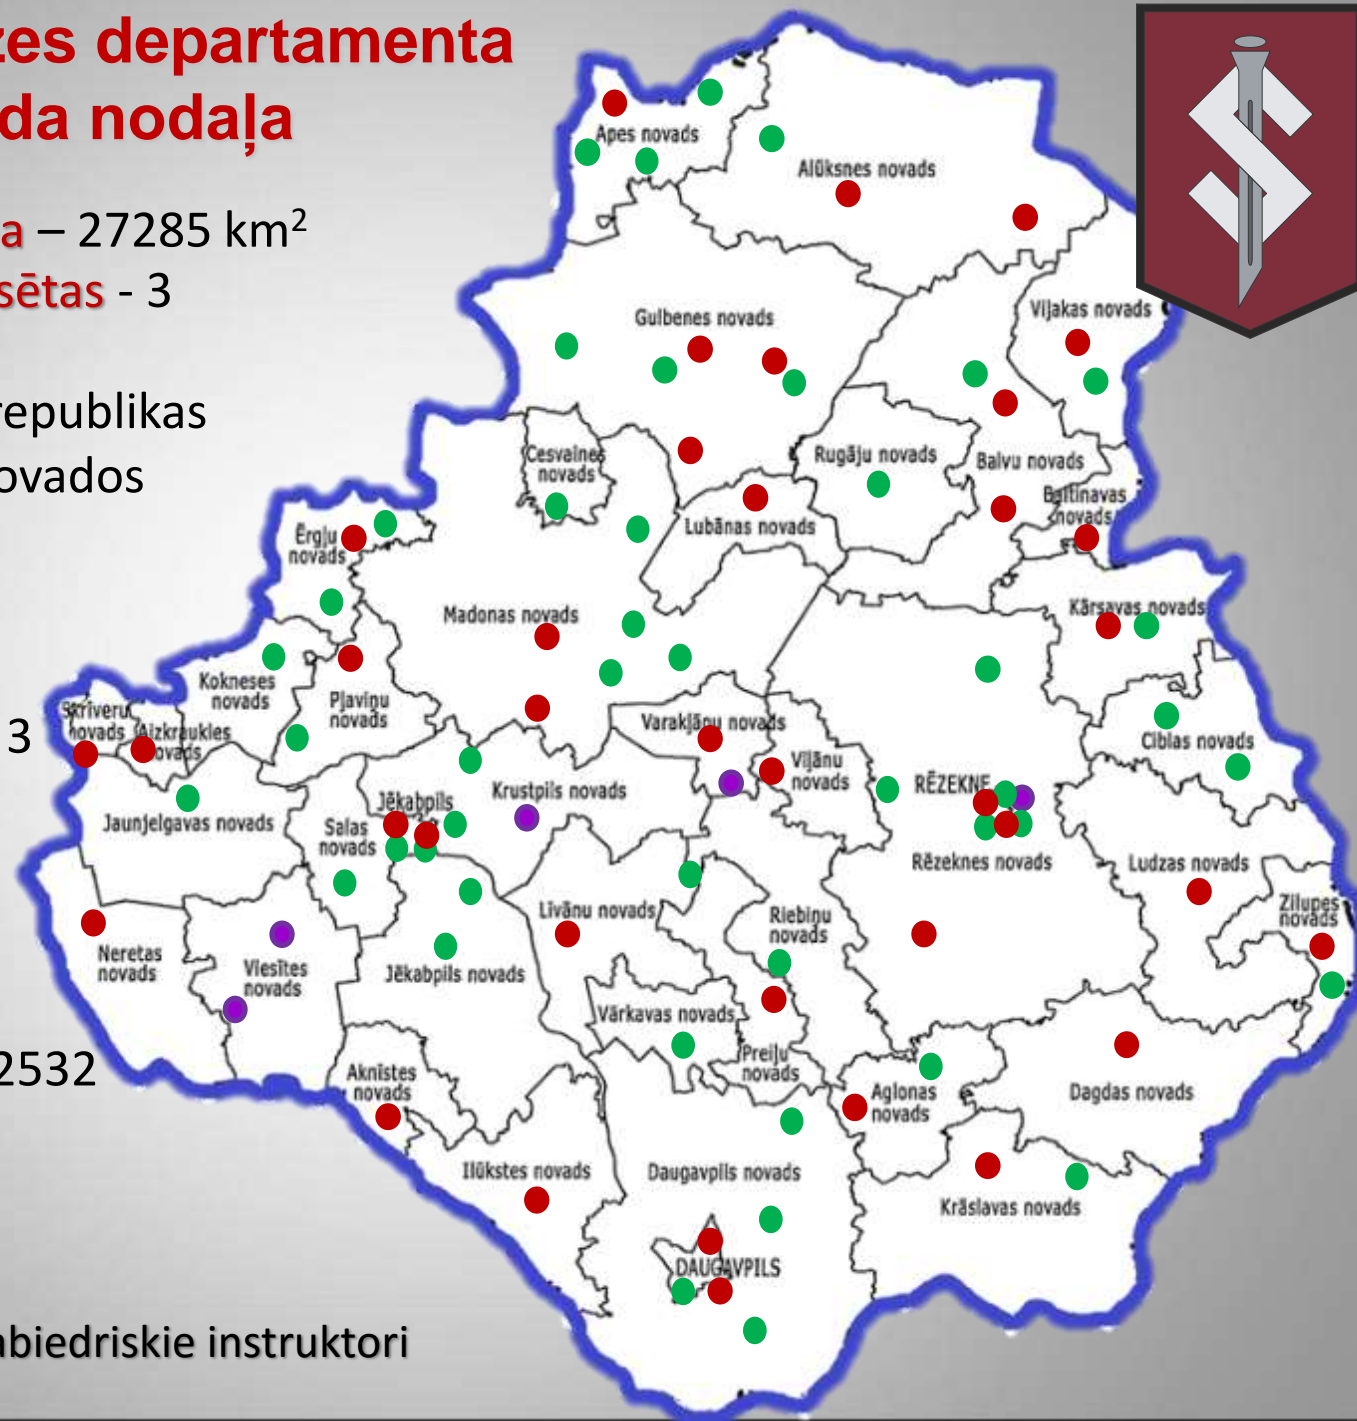 zes departamenta
da nodaļa
a – 27285 km²
sētas - 3
republikas
ovados
3
2532
abiedriskie instruktori
Apes novads
Alūksnes novads
Gulbenes novads
Viļakas novads
Cesvaines
novads
Rugāju novads
Balvu novads
Baltinavas
novads
Lubānas novads
Ērgļu
novads
Madonas novads
Kārsavas novads
Kokneses
novads
Pļaviņu
novads
Skrīveru
novads
Aizkraukles
novads
Varakļānu novads
Viļānu
novads
Ciblas novads
Krustpils novads
RĒZEKNE
Jēkabpils
Jaunjelgavas novads
Salas
novads
Rēzeknes novads
Ludzas novads
Līvānu novads
Riebiņu
novads
Zilupes
novads
Neretas
novads
Viesītes
novads
Jēkabpils novads
Vārkavas novads
Preiļu
novads
Aknīstes
novads
Aglonas
novads
Dagdas novads
Ilūkstes novads
Daugavpils novads
Krāslavas novads
DAUGAVPILS